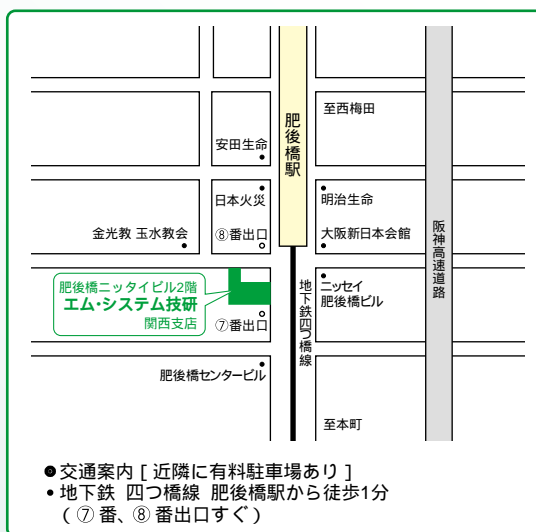 至西梅田
肥後橋駅
安田生命
日本火災
明治生命
金光教 玉水教会
⑧番出口
大阪新日本会館
阪神高速道路
肥後橋ニッタイビル2階
エム・システム技研
関西支店
⑦番出口
地下鉄四つ橋線
ニッセイ
肥後橋ビル
肥後橋センタービル
至本町
●交通案内 [ 近隣に有料駐車場あり ]
• 地下鉄 四つ橋線 肥後橋駅から徒歩1分
( ⑦ 番、⑧ 番出口すぐ )